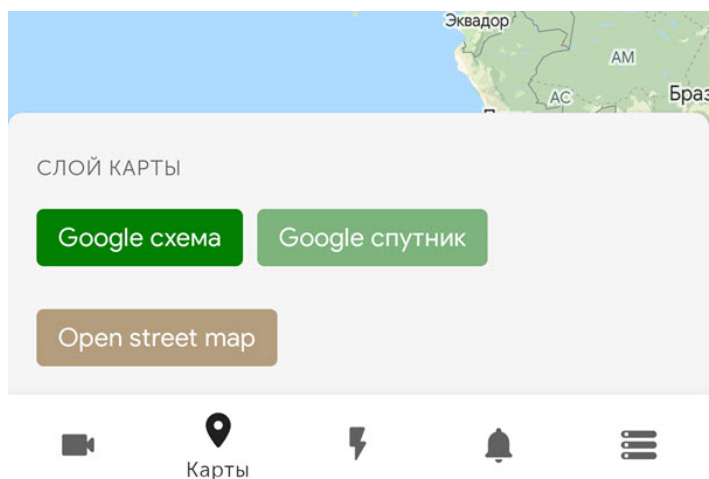 Эквадор
AM
AC
Браз
СЛОЙ КАРТЫ
Google схема
Google спутник
Open street map
Карты